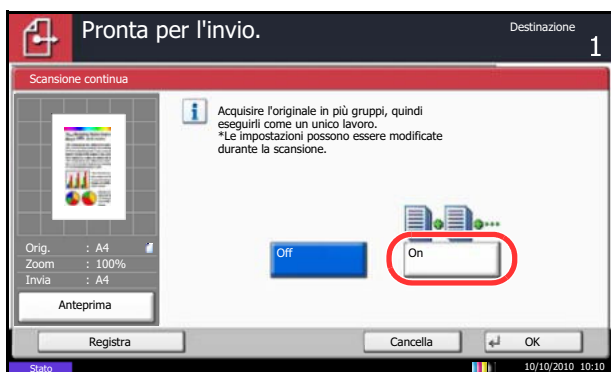 Pronta per l'invio.
Destinazione
1
Scansione continua
Acquisire l'originale in più gruppi, quindi
eseguirli come un unico lavoro.
*Le impostazioni possono essere modificate
durante la scansione.
Orig. : A4
Zoom : 100%
Invia : A4
Anteprima
Off
On
Registra
Cancella
OK
Stato
10/10/2010 10:10